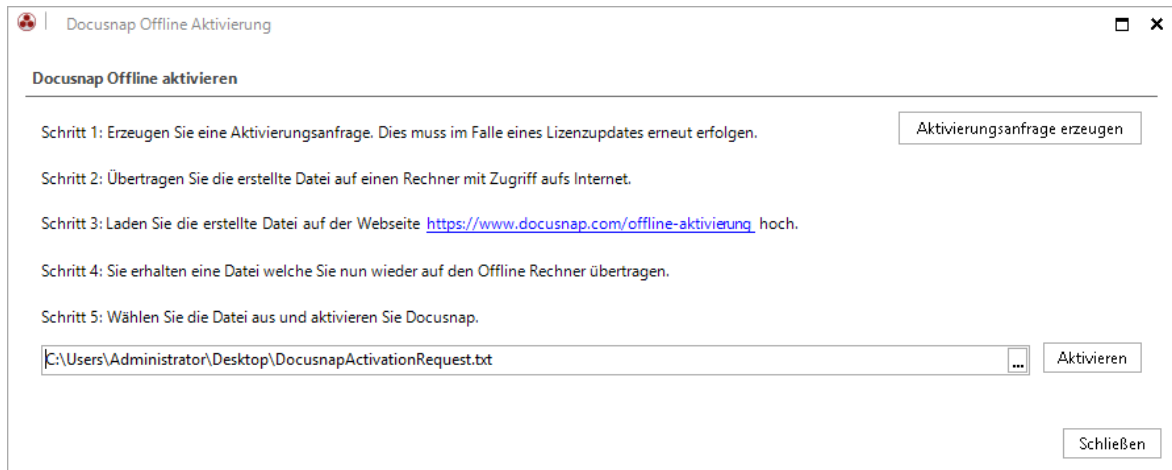 Docusnap Offline Aktivierung
Docusnap Offline aktivieren
Schritt 1: Erzeugen Sie eine Aktivierungsanfrage. Dies muss im Falle eines Lizenzupdates erneut erfolgen.
Aktivierungsanfrage erzeugen
Schritt 2: Übertragen Sie die erstellte Datei auf einen Rechner mit Zugriff aufs Internet.
Schritt 3: Laden Sie die erstellte Datei auf der Webseite https://www.docusnap.com/offline-aktivierung hoch.
Schritt 4: Sie erhalten eine Datei welche Sie nun wieder auf den Offline Rechner übertragen.
Schritt 5: Wählen Sie die Datei aus und aktivieren Sie Docusnap.
C:\Users\Administrator\Desktop\DocusnapActivationRequest.txt ... Aktivieren
Schließen